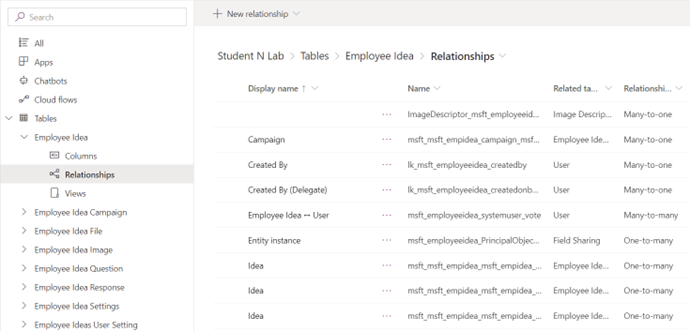 Search
All
Apps
Chatbots
Cloud flows
Tables
Employee Idea
Columns
Relationships
Views
Employee Idea Campaign
Employee Idea File
Employee Idea Image
Employee Idea Question
Employee Idea Response
Employee Idea Settings
Employee Ideas User Setting
+ New relationship
Student N Lab > Tables > Employee Idea > Relationships
Display name ↑ Name Related ta... Relationshi...
... ImageDescriptor_msft_employeeid... Image Descrip... Many-to-one
Campaign ... msft_msft_empidea_campaign_msf... Employee Ide... Many-to-one
Created By ... lk_msft_employeeidea_createdby User Many-to-one
Created By (Delegate) ... lk_msft_employeeidea_createdonb... User Many-to-one
Employee Idea ↔ User ... msft_employeeidea_systemuser_vote User Many-to-many
Entity instance ... msft_employeeidea_PrincipalObjec... Field Sharing One-to-many
Idea ... msft_msft_empidea_msft_empidea_... Employee Ide... One-to-many
Idea ... msft_msft_empidea_msft_empidea_... Employee Ide... One-to-many
Idea ... msft_msft_empidea_msft_empidea_... Employee Ide... One-to-many